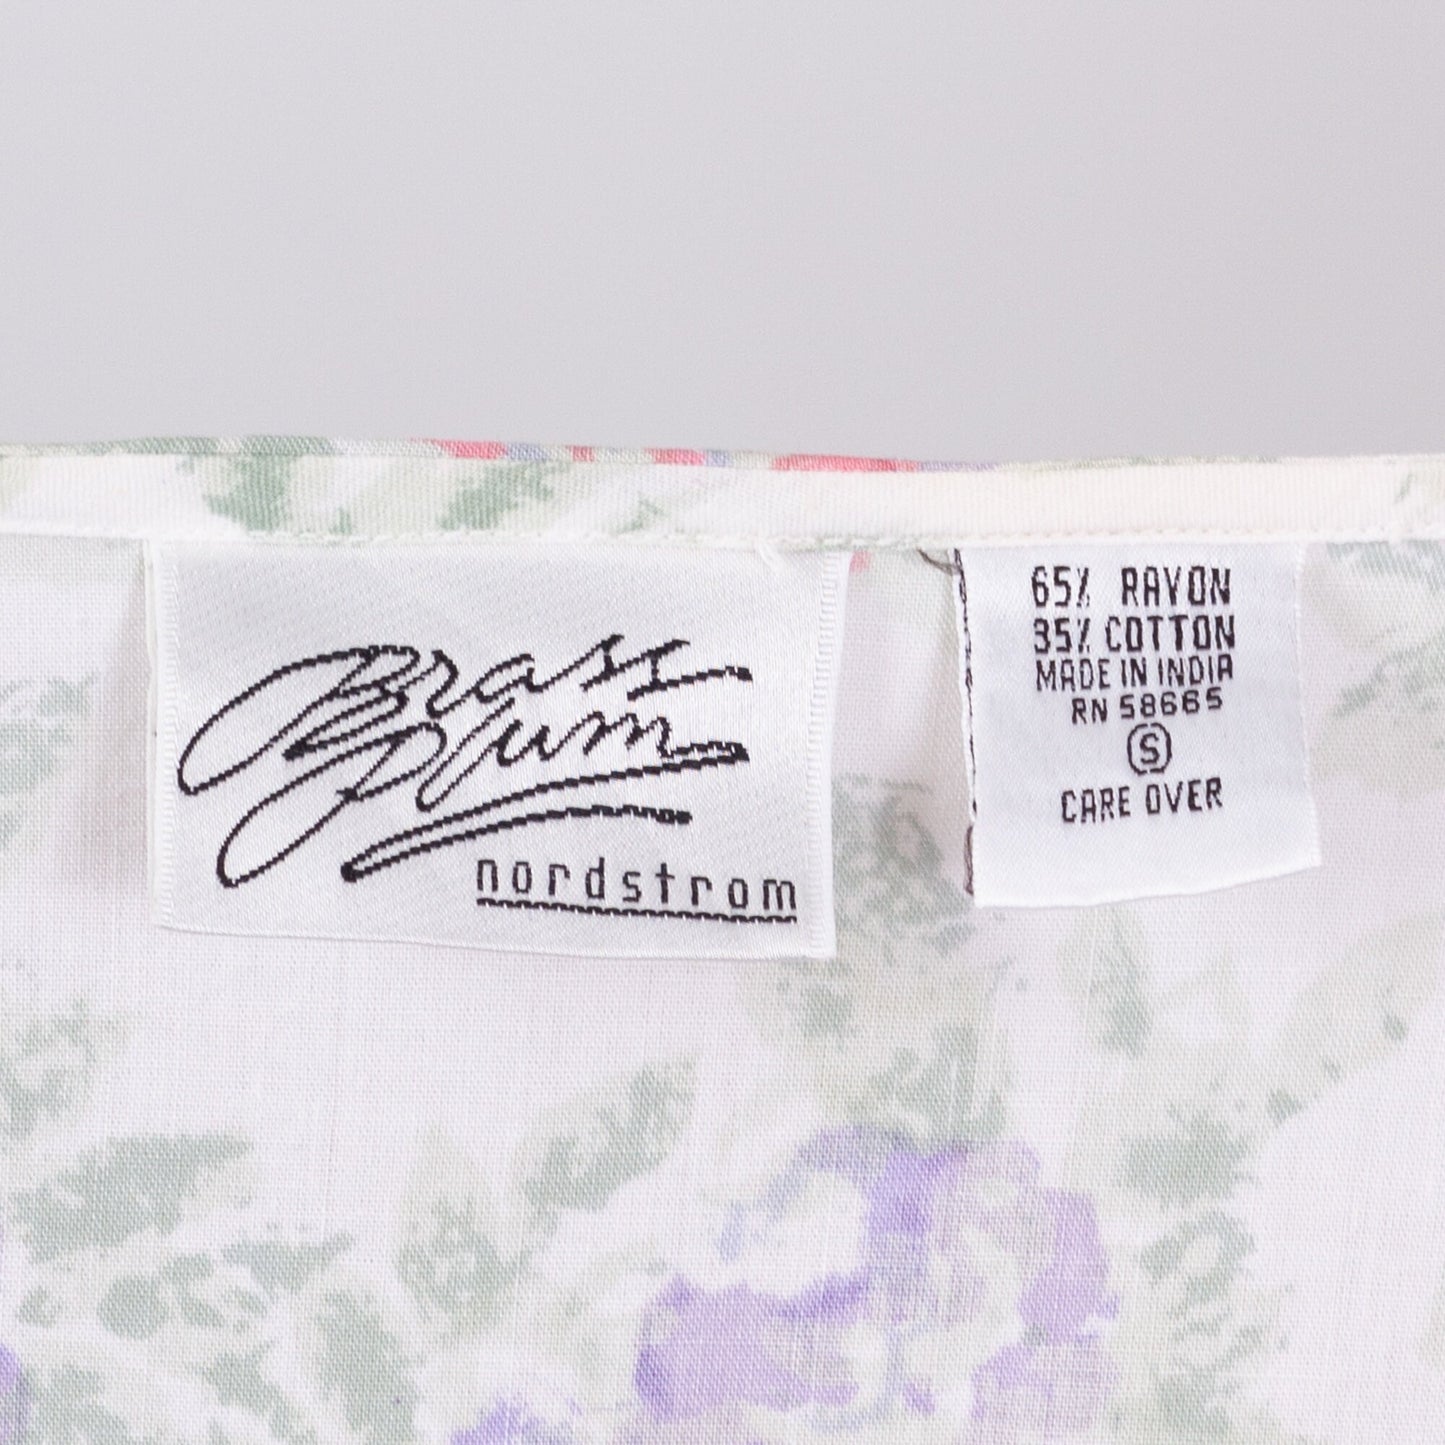 Brass
Plum
nordstrom
65% RAYON
35% COTTON
MADE IN INDIA
RN 58665
S
CARE OVER